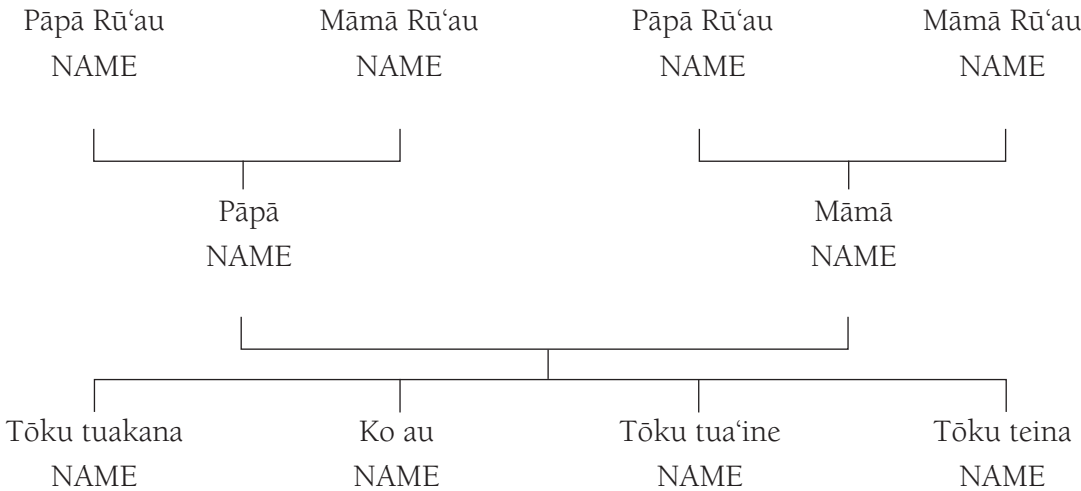 Pāpā Rū‘au Māmā Rū‘au Pāpā Rū‘au Māmā Rū‘au
NAME NAME NAME NAME
Pāpā Māmā
NAME NAME
Tōku tuakana Ko au Tōku tua‘ine Tōku teina
NAME NAME NAME NAME